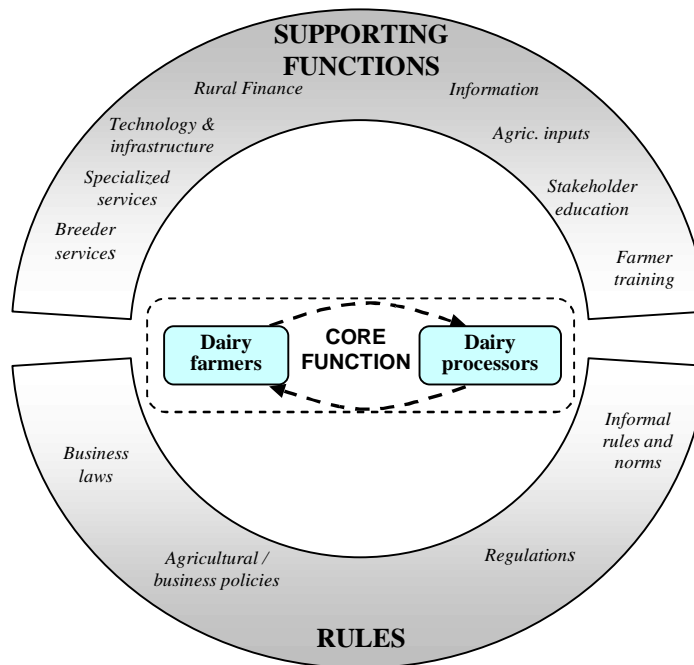 SUPPORTING
FUNCTIONS
Rural Finance
Information
Technology &
infrastructure
Agric. inputs
Specialized
services
Stakeholder
education
Breeder
services
Farmer
training
Dairy
farmers
CORE
FUNCTION
Dairy
processors
Business
laws
Informal
rules and
norms
Agricultural /
business policies
Regulations
RULES